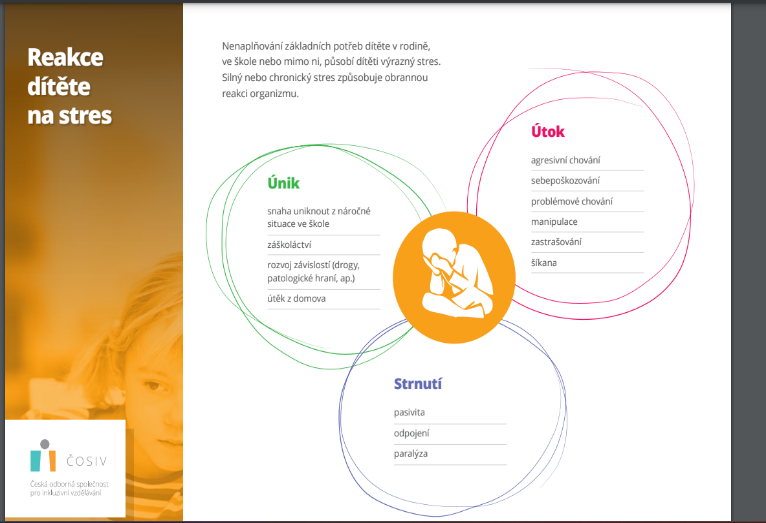 Reakce
dítěte
na stres
Nenaplňování základních potřeb dítěte v rodině,
ve škole nebo mimo ni, působí dítěti výrazný stres.
Silný nebo chronický stres způsobuje obrannou
reakci organizmu.
Únik
snaha uniknout z náročné
situace ve škole
záškoláctví
rozvoj závislostí (drogy,
patologické hraní, ap.)
útěk z domova
Útok
agresivní chování
sebepoškozování
problémové chování
manipulace
zastrašování
šikana
Strnutí
pasivita
odpojení
paralýza
ČOSIV
Česká odborná společnost
pro inkluzivní vzdělávání